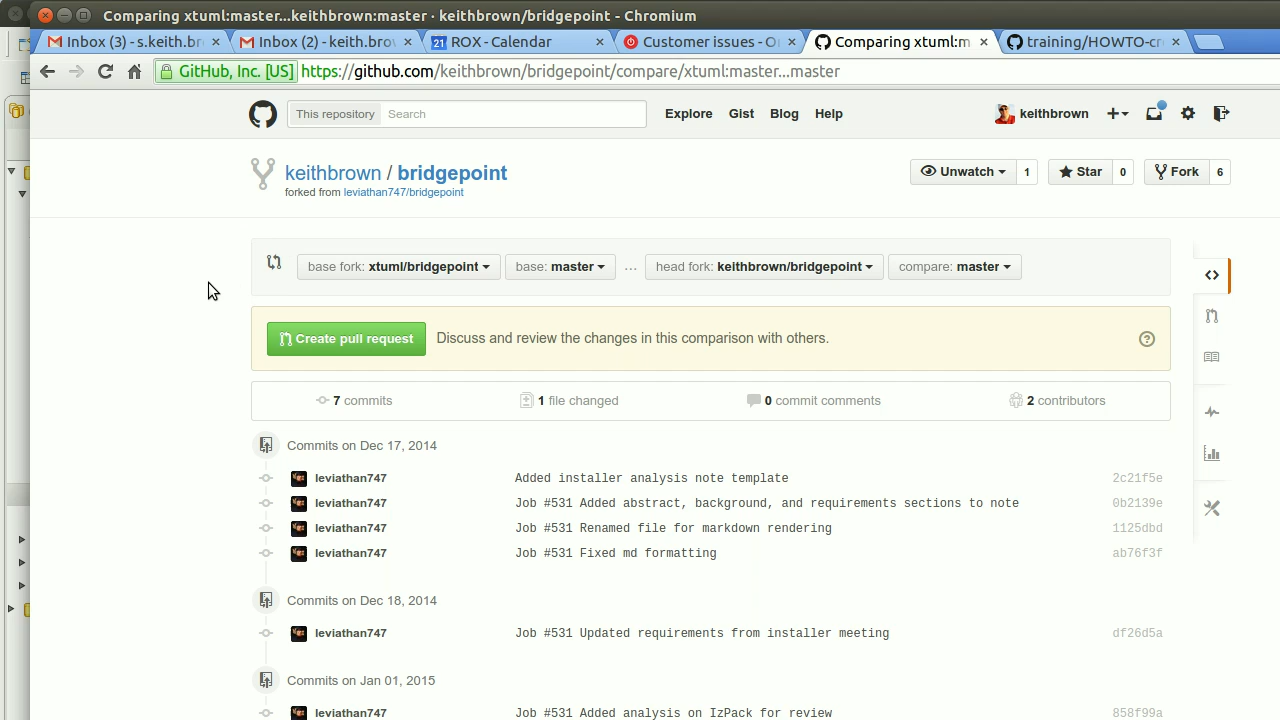 Comparing xtuml:master...keithbrown:master · keithbrown/bridgepoint - Chromium
Inbox (3) - s.keith.br
Inbox (2) - keith.brow
21 ROX - Calendar
Customer issues - O
Comparing xtuml:m
training/HOWTO-cr
GitHub, Inc. [US] https://github.com/keithbrown/bridgepoint/compare/xtuml:master...master
This repository Search Explore Gist Blog Help keithbrown
keithbrown / bridgepoint
Unwatch 1 Star 0 Fork 6
forked from leviathan747/bridgepoint
base fork: xtuml/bridgepoint base: master ... head fork: keithbrown/bridgepoint compare: master
Create pull request Discuss and review the changes in this comparison with others.
7 commits 1 file changed 0 commit comments 2 contributors
Commits on Dec 17, 2014
leviathan747 Added installer analysis note template 2c21f5e
leviathan747 Job #531 Added abstract, background, and requirements sections to note 0b2139e
leviathan747 Job #531 Renamed file for markdown rendering 1125dbd
leviathan747 Job #531 Fixed md formatting ab76f3f
Commits on Dec 18, 2014
leviathan747 Job #531 Updated requirements from installer meeting df26d5a
Commits on Jan 01, 2015
leviathan747 Job #531 Added analysis on IzPack for review 858f99a